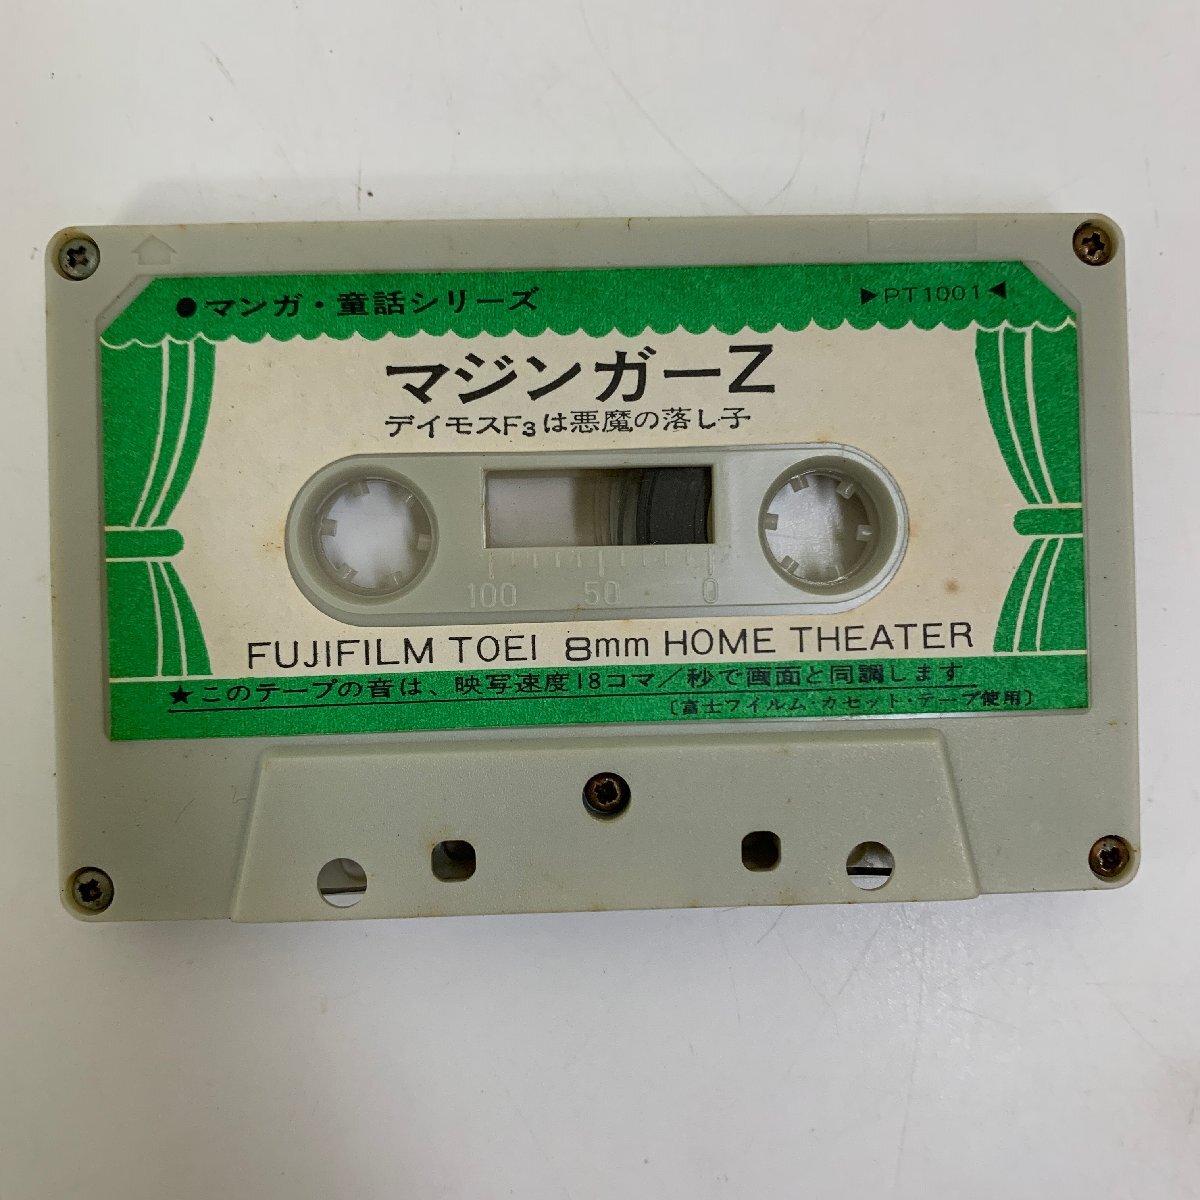 ●マンガ・童話シリーズ
▶PT1001◀
マジンガーZ
デイモスF3は悪魔の落し子
100 50 0
FUJIFILM TOEI 8mm HOME THEATER
★このテープの音は、映写速度18コマ/秒で画面と同調します
〔富士フイルム・カセット・テープ使用〕